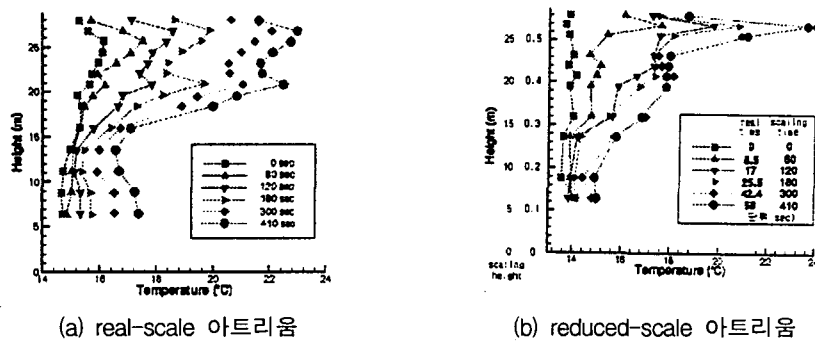 Height (m)
25
20
15
10
5
0
0 sec
60 sec
120 sec
180 sec
300 sec
410 sec
14 16 18 20 22 24
Temperature (°C)
(a) real-scale 아트리움
Height (m)
25 0.5
20 0.4
15 0.3
10 0.2
5 0.1
0 0
scaling height
real time scaling time
0 0
8.5 60
17 120
25.5 180
42.4 300
58 410
sec)
14 16 18 20 22 24
Temperature (°C)
(b) reduced-scale 아트리움